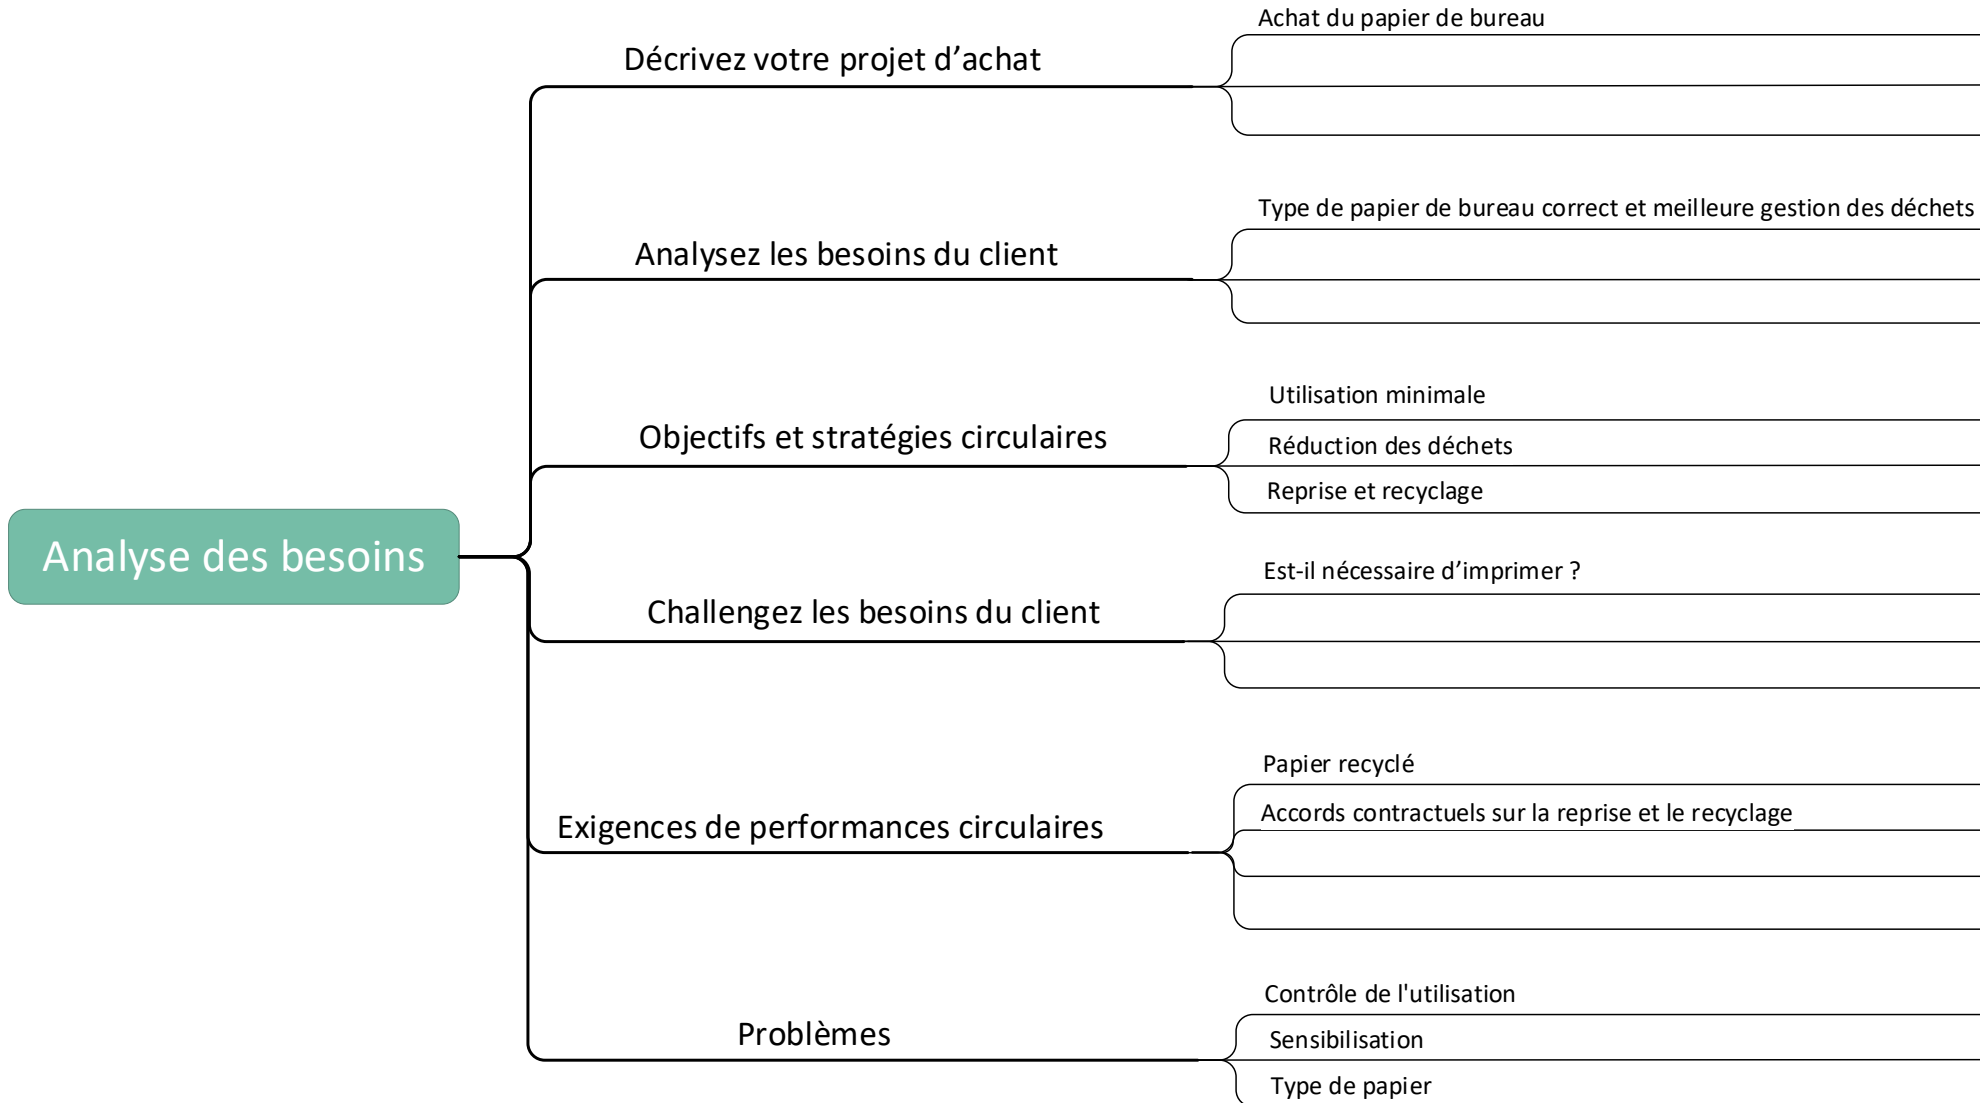 Achat du papier de bureau
Décrivez votre projet d’achat
Type de papier de bureau correct et meilleure gestion des déchets
Analysez les besoins du client
Utilisation minimale
Objectifs et stratégies circulaires
Réduction des déchets
Reprise et recyclage
Analyse des besoins
Est-il nécessaire d’imprimer ?
Challengez les besoins du client
Papier recyclé
Accords contractuels sur la reprise et le recyclage
Exigences de performances circulaires
Contrôle de l'utilisation
Problèmes
Sensibilisation
Type de papier